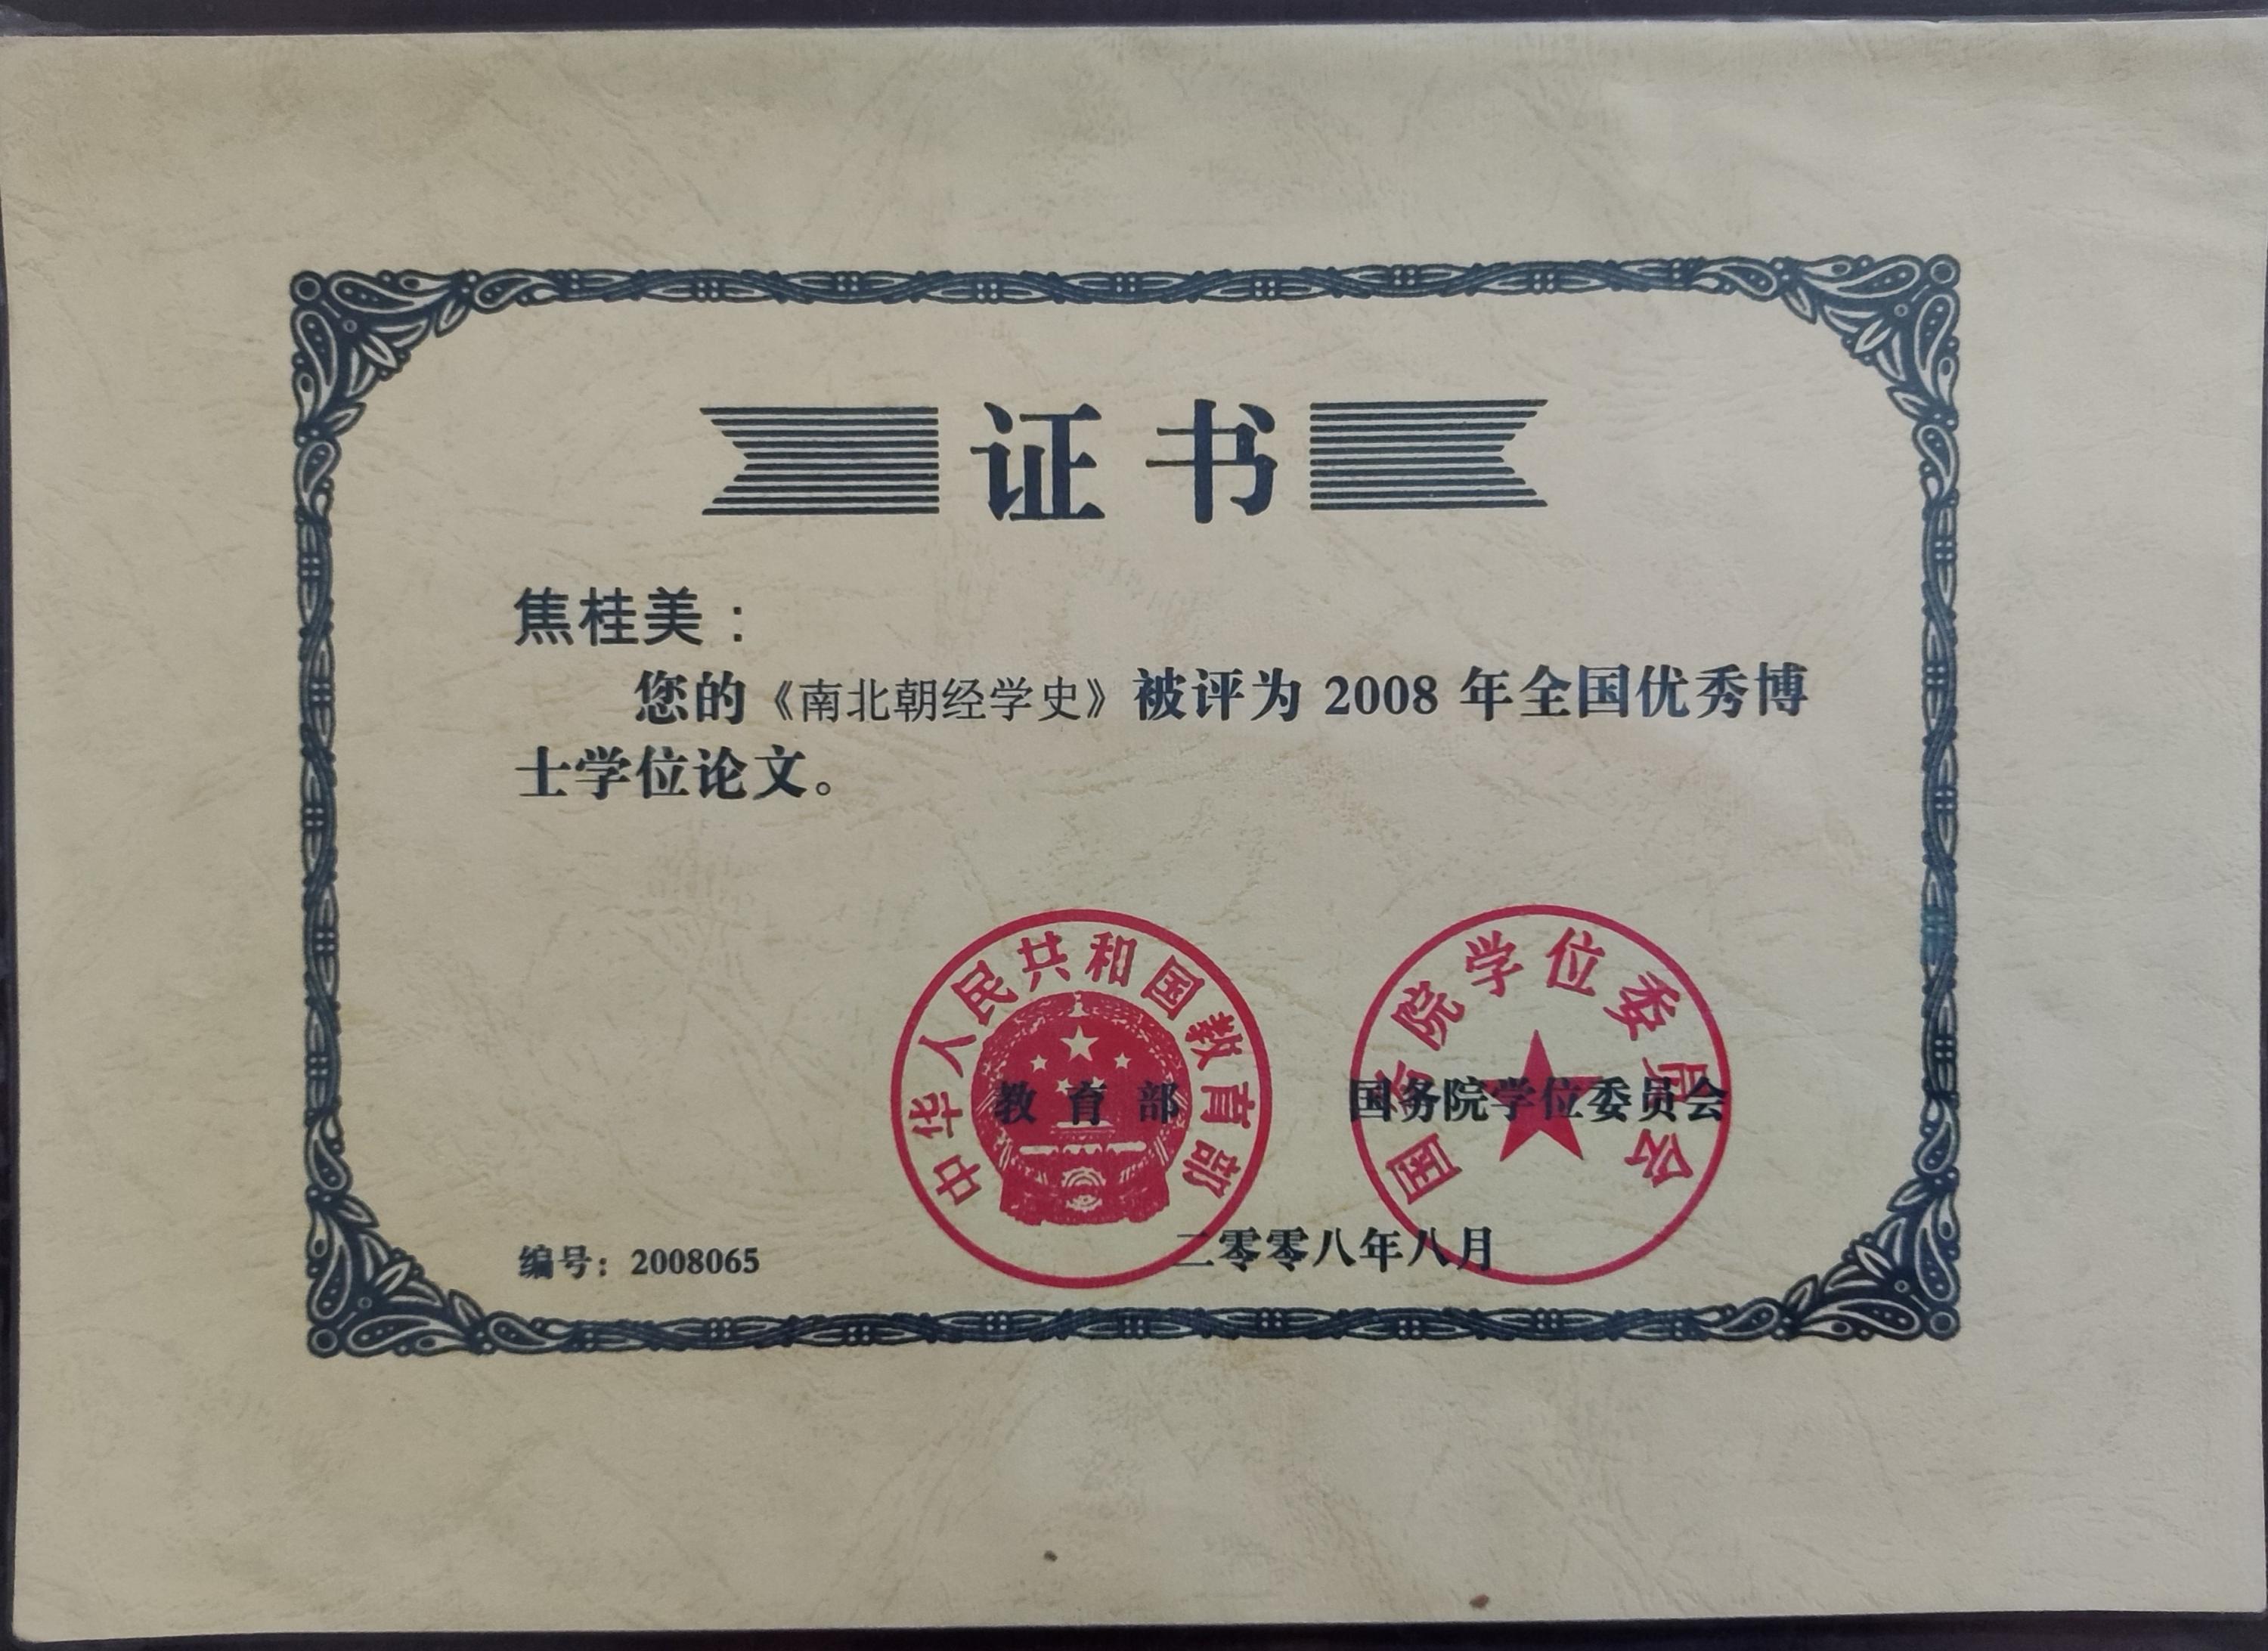 证书
焦桂美：
您的《南北朝经学史》被评为 2008 年全国优秀博
士学位论文。
中华人民共和国教育部
国务院学位委员会
教育部
国务院学位委员会
二零零八年八月
编号：2008065